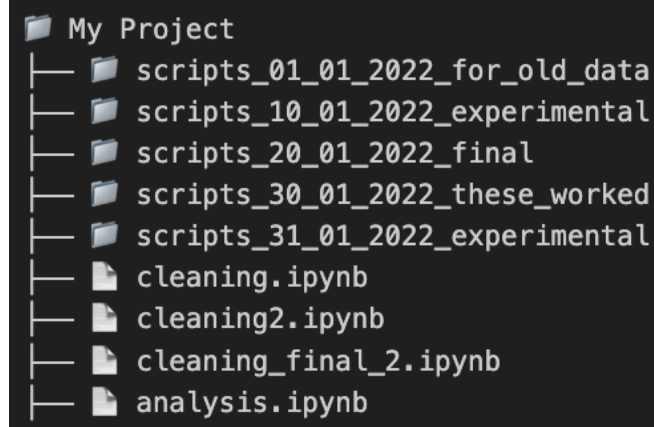 My Project
scripts_01_01_2022_for_old_data
scripts_10_01_2022_experimental
scripts_20_01_2022_final
scripts_30_01_2022_these_worked
scripts_31_01_2022_experimental
cleaning.ipynb
cleaning2.ipynb
cleaning_final_2.ipynb
analysis.ipynb